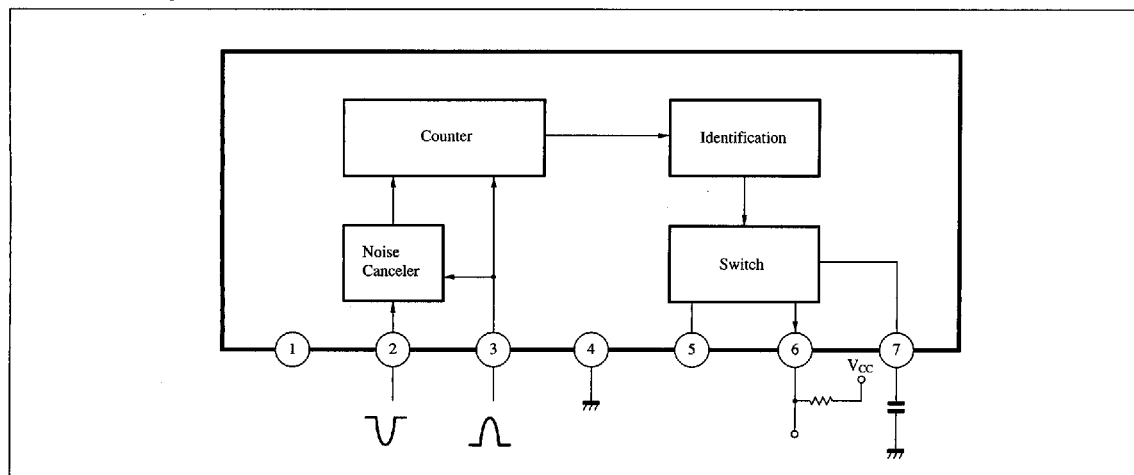 Counter
Identification
Noise
Canceler
Switch
1
2
3
4
5
6
7
VCC